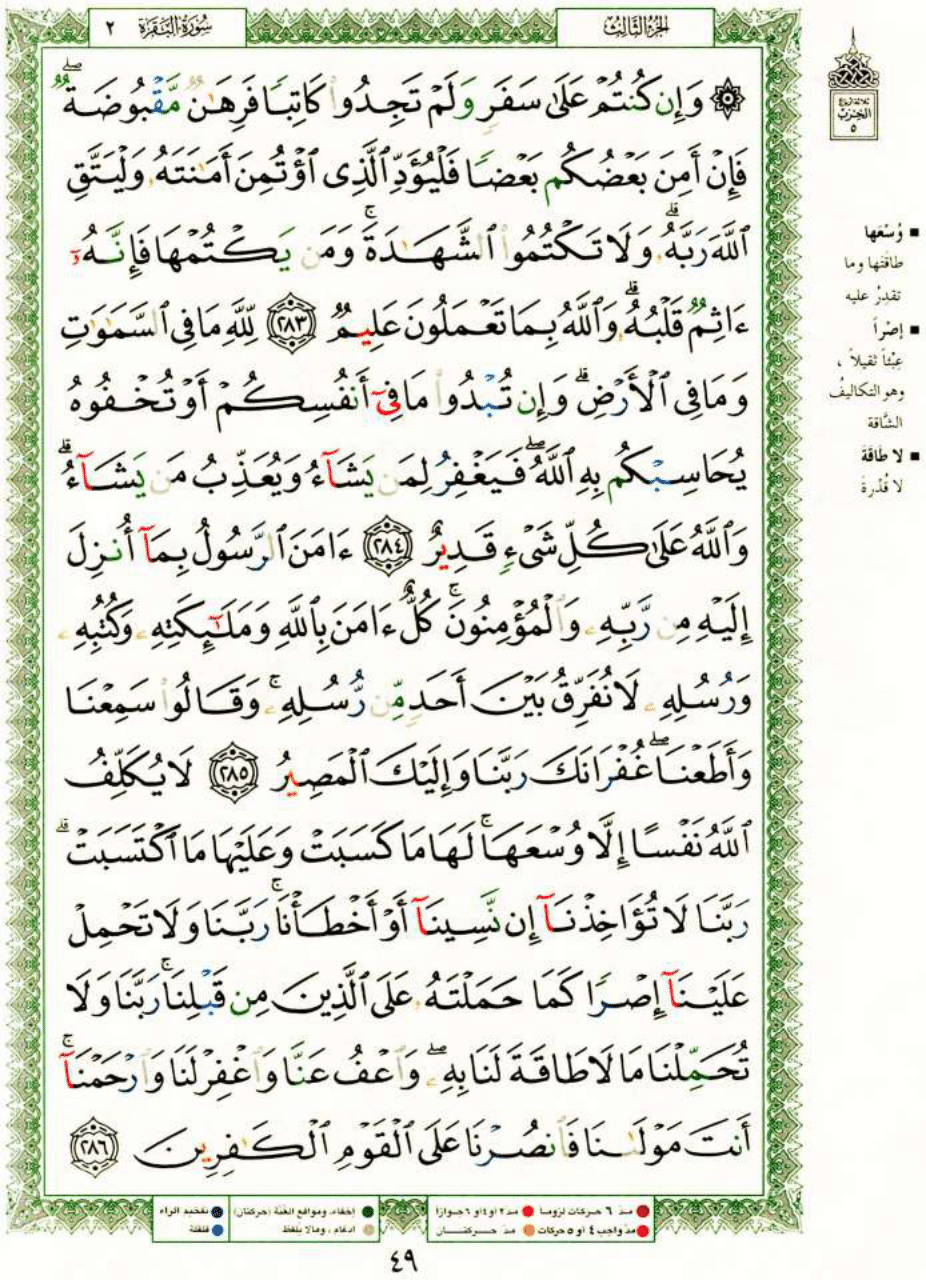 سُورَةُ البَقَرَةِ ٢
الجُزْءُ الثَّالِثُ
ثلاثة أرباع
الحزب
٥
۞ وَإِن كُنتُمْ عَلَىٰ سَفَرٍ وَلَمْ تَجِدُوا۟ كَاتِبًا فَرِهَٰنٌ مَّقْبُوضَةٌ ۖ
فَإِنْ أَمِنَ بَعْضُكُم بَعْضًا فَلْيُؤَدِّ ٱلَّذِى ٱؤْتُمِنَ أَمَٰنَتَهُۥ وَلْيَتَّقِ
ٱللَّهَ رَبَّهُۥ ۗ وَلَا تَكْتُمُوا۟ ٱلشَّهَٰدَةَ ۚ وَمَن يَكْتُمْهَا فَإِنَّهُۥٓ
ءَاثِمٌ قَلْبُهُۥ ۗ وَٱللَّهُ بِمَا تَعْمَلُونَ عَلِيمٌ ﴿٢٨٣﴾ لِّلَّهِ مَا فِى ٱلسَّمَٰوَٰتِ
وَمَا فِى ٱلْأَرْضِ ۗ وَإِن تُبْدُوا۟ مَا فِىٓ أَنفُسِكُمْ أَوْ تُخْفُوهُ
يُحَاسِبْكُم بِهِ ٱللَّهُ ۖ فَيَغْفِرُ لِمَن يَشَآءُ وَيُعَذِّبُ مَن يَشَآءُ ۗ
وَٱللَّهُ عَلَىٰ كُلِّ شَىْءٍ قَدِيرٌ ﴿٢٨٤﴾ ءَامَنَ ٱلرَّسُولُ بِمَآ أُنزِلَ
إِلَيْهِ مِن رَّبِّهِۦ وَٱلْمُؤْمِنُونَ ۚ كُلٌّ ءَامَنَ بِٱللَّهِ وَمَلَٰٓئِكَتِهِۦ وَكُتُبِهِۦ
وَرُسُلِهِۦ لَا نُفَرِّقُ بَيْنَ أَحَدٍ مِّن رُّسُلِهِۦ ۚ وَقَالُوا۟ سَمِعْنَا
وَأَطَعْنَا ۖ غُفْرَانَكَ رَبَّنَا وَإِلَيْكَ ٱلْمَصِيرُ ﴿٢٨٥﴾ لَا يُكَلِّفُ
ٱللَّهُ نَفْسًا إِلَّا وُسْعَهَا ۚ لَهَا مَا كَسَبَتْ وَعَلَيْهَا مَا ٱكْتَسَبَتْ ۗ
رَبَّنَا لَا تُؤَاخِذْنَآ إِن نَّسِينَآ أَوْ أَخْطَأْنَا ۚ رَبَّنَا وَلَا تَحْمِلْ
عَلَيْنَآ إِصْرًا كَمَا حَمَلْتَهُۥ عَلَى ٱلَّذِينَ مِن قَبْلِنَا ۚ رَبَّنَا وَلَا
تُحَمِّلْنَا مَا لَا طَاقَةَ لَنَا بِهِۦ ۖ وَٱعْفُ عَنَّا وَٱغْفِرْ لَنَا وَٱرْحَمْنَآ ۚ
أَنتَ مَوْلَىٰنَا فَٱنصُرْنَا عَلَى ٱلْقَوْمِ ٱلْكَٰفِرِينَ ﴿٢٨٦﴾
■ وُسْعَها
طاقتها وما
تقدِرُ عليه
■ إصْراً
عِبْئاً ثقيلاً ،
وهو التكاليف
الشَّاقة
■ لا طَاقَةَ
لا قُدْرةَ
مدّ ٦ حركات لزوماً ● مدّ ٢ أو ٤ أو ٦ جوازاً
مدّ واجب ٤ أو ٥ حركات ● مدّ حركتان
إخفاء، ومواقع الغُنَّة (حركتان)
ادغام ، وما لا يُلفَظ
تفخيم الراء
قلقلة
٤٩